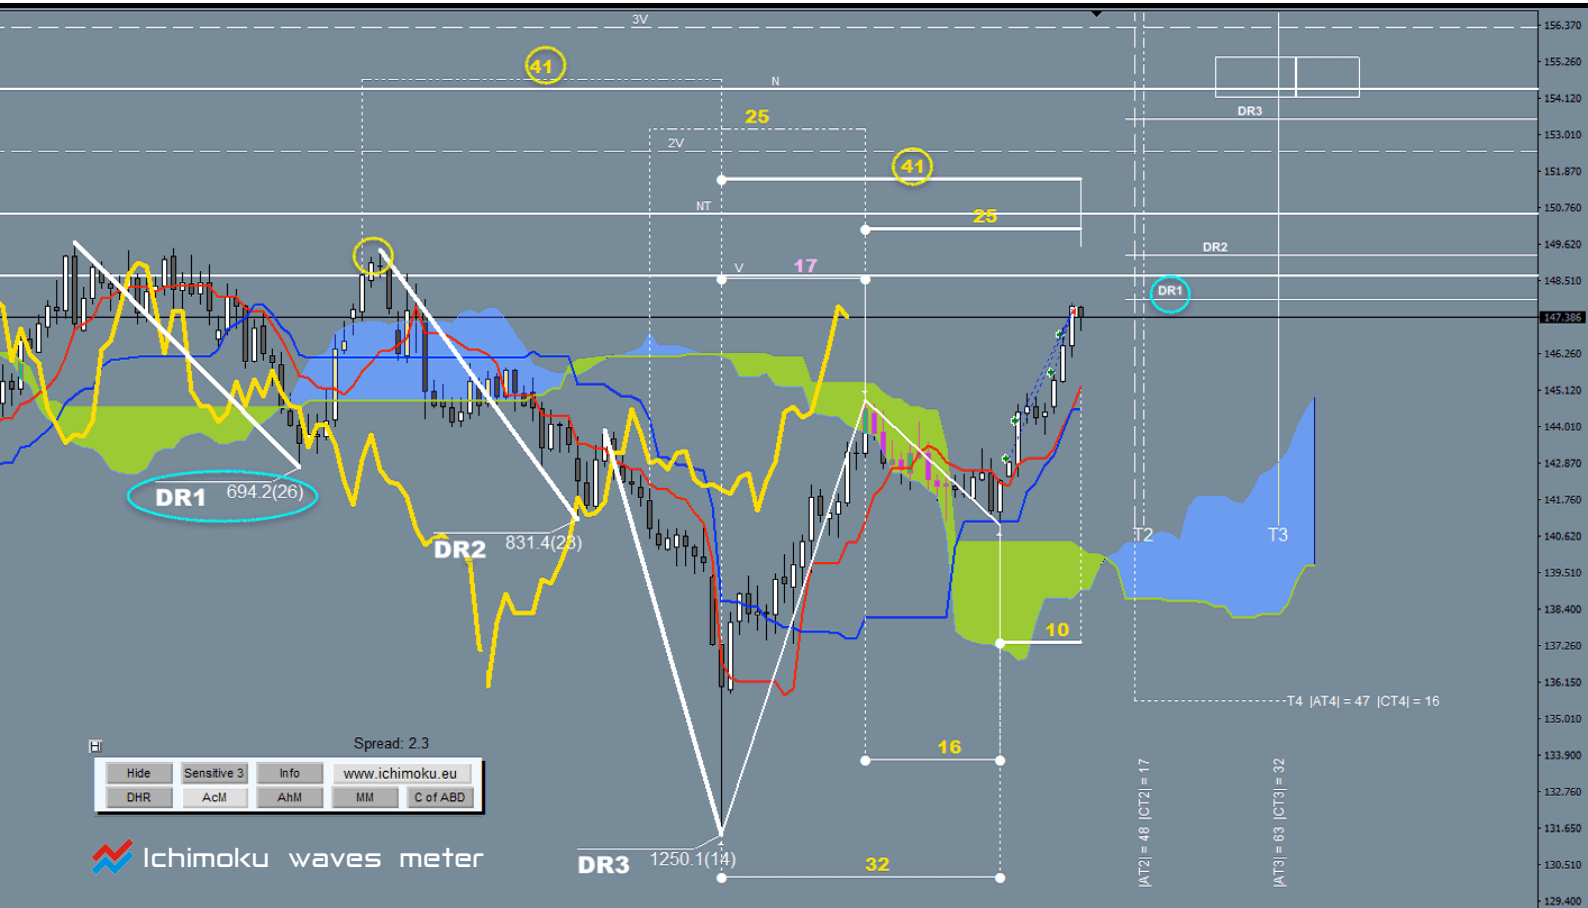 3V
156.370
41
155.260
N
154.120
DR3
25
153.010
2V
41
151.870
NT
150.760
25
149.620
DR2
V
17
148.510
DR1
147.386
146.260
145.120
144.010
142.870
694.2(26)
DR1
141.760
831.4(23)
DR2
T2
T3
140.620
139.510
138.400
10
137.260
136.150
T4 |AT4| = 47 |CT4| = 16
135.010
Spread: 2.3
16
133.900
H
Hide Sensitive 3 Info www.ichimoku.eu
DHR AcM AhM MM C of ABD
132.760
131.650
Ichimoku waves meter
1250.1(14)
DR3
32
130.510
129.400
|AT2| = 48 |CT2| = 17
|AT3| = 63 |CT3| = 32